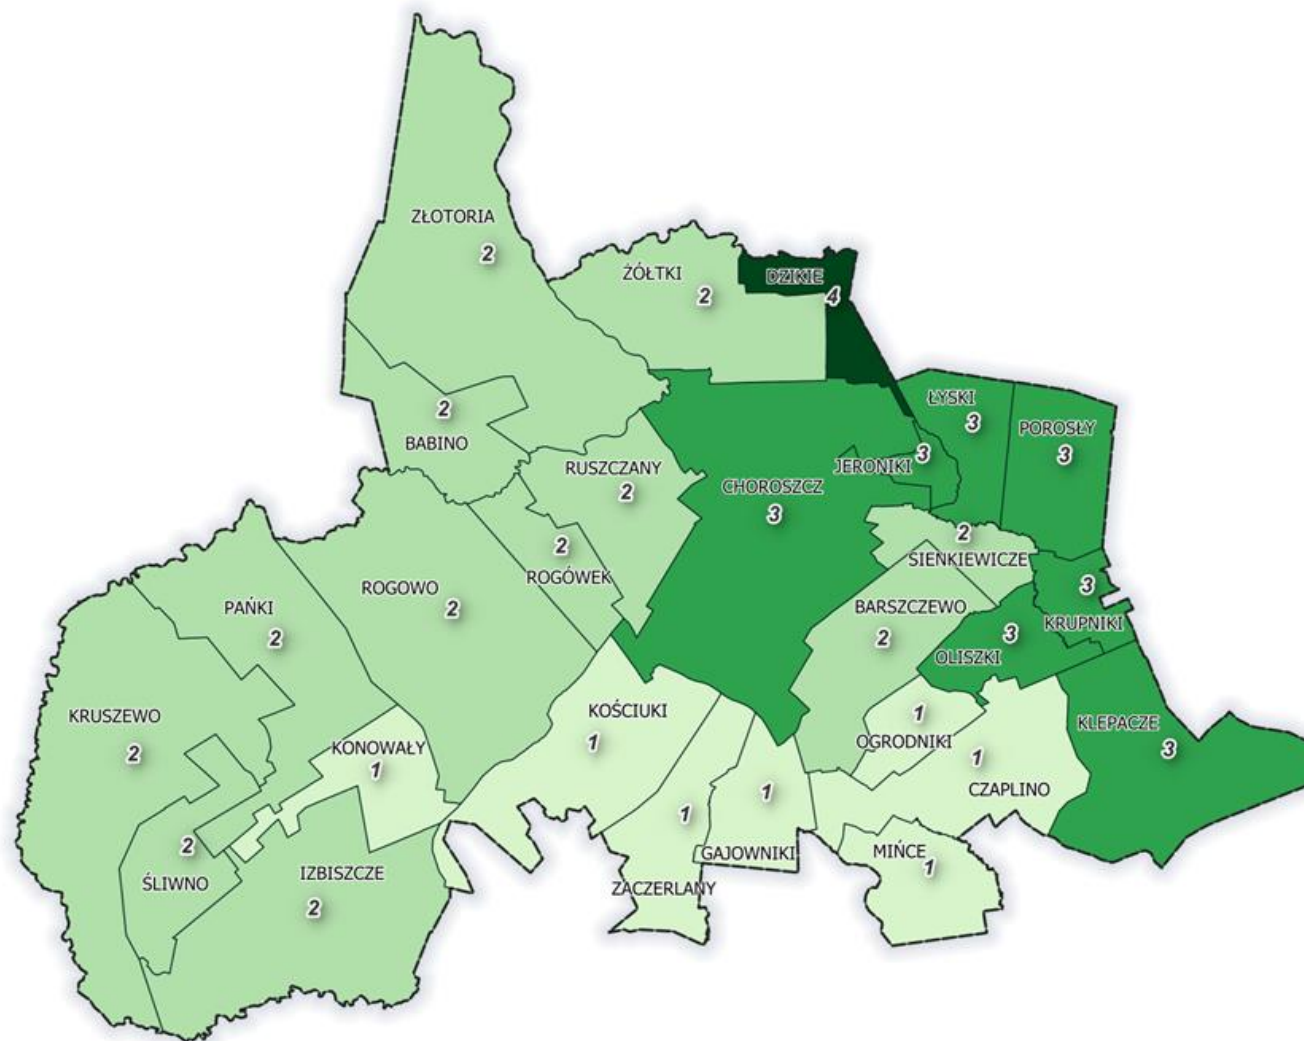 ZŁOTORIA
2
ŻÓŁTKI
2
DZIKIE
4
ŁYSKI
3
POROSŁY
3
2
BABINO
JERONIKI
3
RUSZCZANY
2
CHOROSZCZ
3
2
SIEŃKIEWICZE
2
ROGÓWEK
ROGOWO
2
PAŃKI
2
BARSZCZEWO
2
3
KRUPNIKI
3
OLISZKI
KRUSZEWO
2
KOŚCIUKI
1
1
OGRODNIKI
KLEPACZE
3
KONOWAŁY
1
1
CZAPLINO
1
GAJOWNIKI
1
ZACZERLANY
MIŃCE
1
2
ŚLIWNO
IZBISZCZE
2